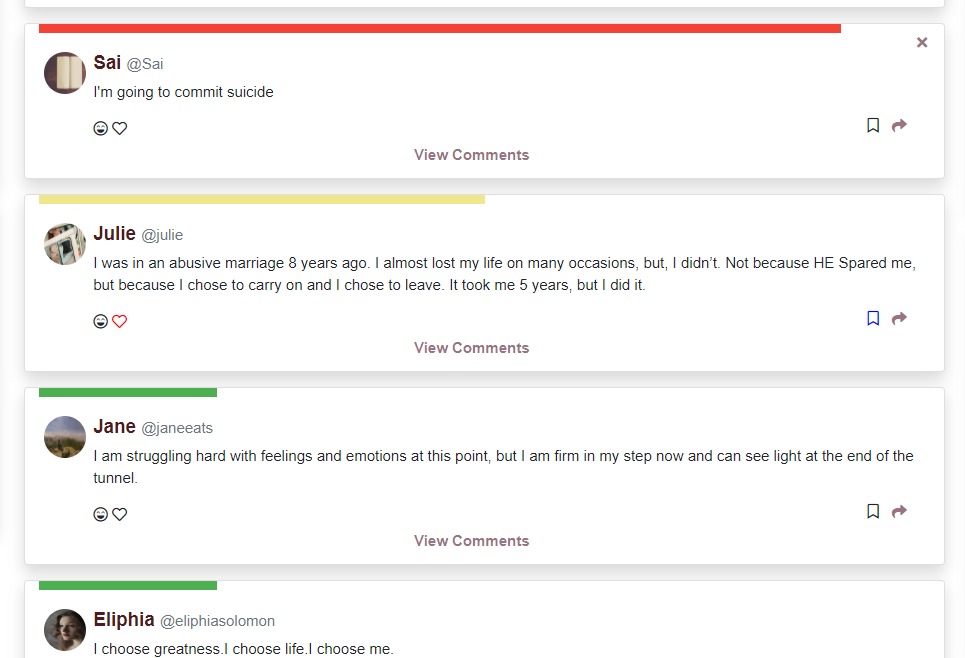 Sai @Sai
I'm going to commit suicide
View Comments
Julie @julie
I was in an abusive marriage 8 years ago. I almost lost my life on many occasions, but, I didn’t. Not because HE Spared me,
but because I chose to carry on and I chose to leave. It took me 5 years, but I did it.
View Comments
Jane @janeeats
I am struggling hard with feelings and emotions at this point, but I am firm in my step now and can see light at the end of the
tunnel.
View Comments
Eliphia @eliphiasolomon
I choose greatness.I choose life.I choose me.